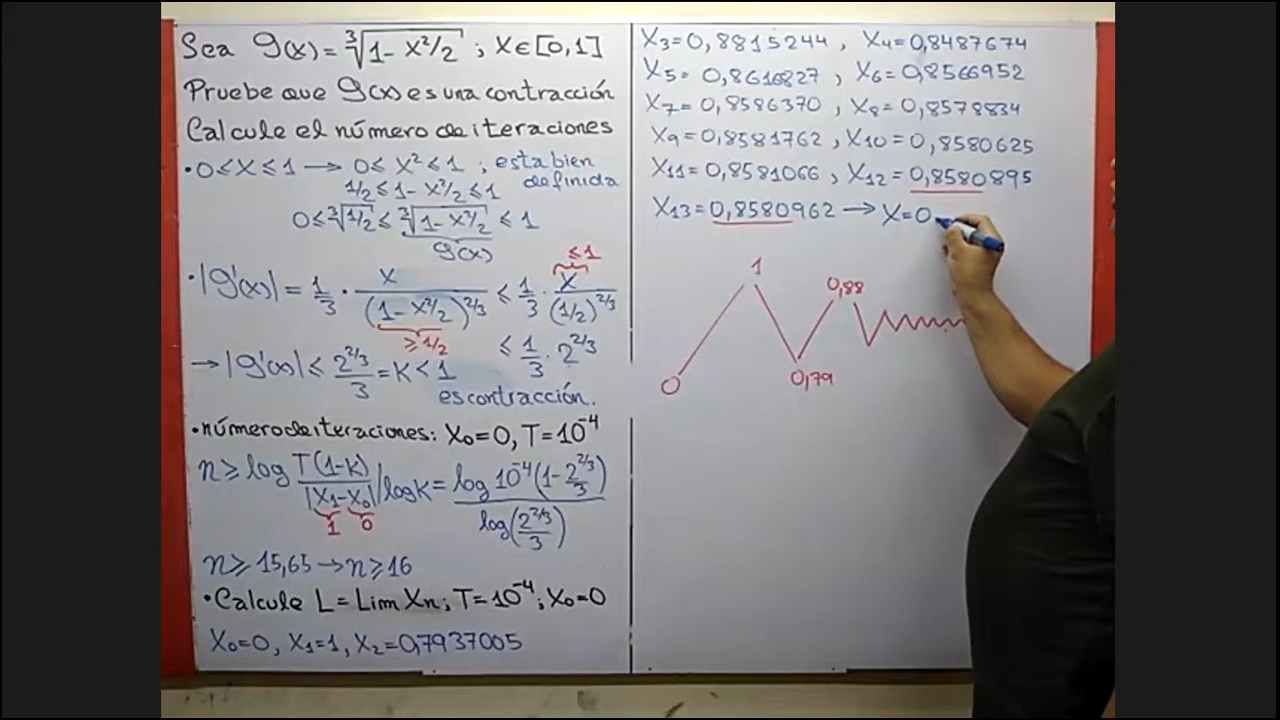 Sea g(x) = ∛(1-x²/2) ; x∈[0,1]
Pruebe que g(x) es una contracción
Calcule el número de iteraciones
• 0≤x≤1 → 0≤x²≤1 ; esta bien definida
1/2 ≤ 1-x²/2 ≤ 1
0 ≤ ∛(1/2) ≤ ∛(1-x²/2) ≤ 1
g(x)
• |g'(x)| = 1/3 · x/(1-x²/2)^(2/3) ≤ 1/3 · x/(1/2)^(2/3)
≤1
≥1/2
≤ 1/3 · 2^(2/3)
→ |g'(x)| ≤ 2^(2/3)/3 = K < 1
es contracción.
• número de iteraciones: X₀=0, T=10⁻⁴
n ≥ log T(1-K)/|X₁-X₀| / log K = log 10⁻⁴(1-2^(2/3)/3) / log(2^(2/3)/3)
1 0
n ≥ 15,65 → n ≥ 16
• Calcule L = Lim Xn ; T=10⁻⁴ ; X₀=0
X₀=0, X₁=1, X₂=0,7937005
X₃=0,8815244 , X₄=0,8487674
X₅=0,8616827 , X₆=0,8566952
X₇=0,8586370 , X₈=0,8578834
X₉=0,8581762 , X₁₀=0,8580625
X₁₁=0,8581066 , X₁₂=0,8580895
X₁₃=0,8580962 → X=0
1
0,88
0
0,79